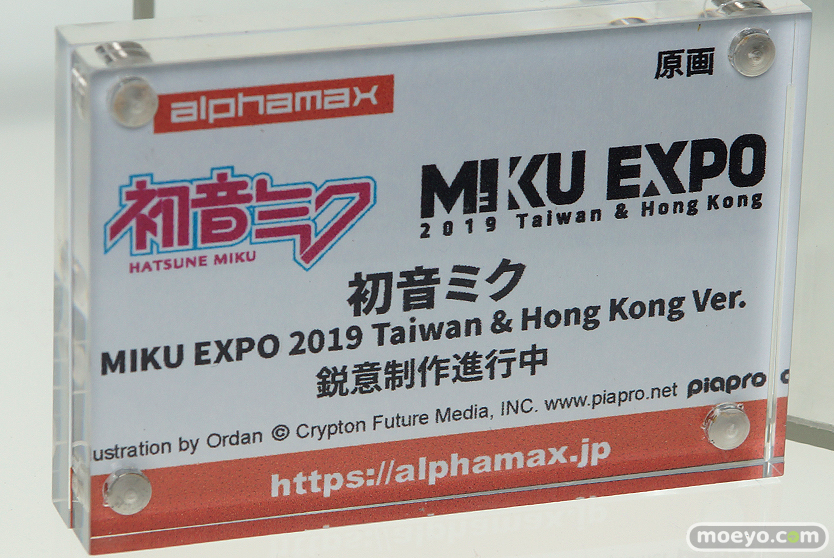 原画
alphamax
初音ミク
HATSUNE MIKU
MIKU EXPO
2019 Taiwan & Hong Kong
初音ミク
MIKU EXPO 2019 Taiwan & Hong Kong Ver.
鋭意制作進行中
ustration by Ordan © Crypton Future Media, INC. www.piapro.net piapro
https://alphamax.jp
moeyo.com